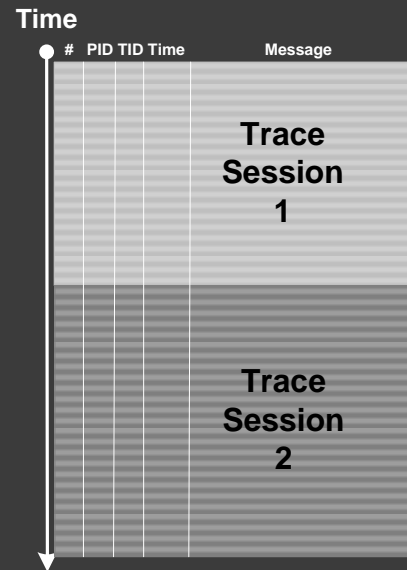 Time
# PID TID Time Message
Trace
Session
1
Trace
Session
2